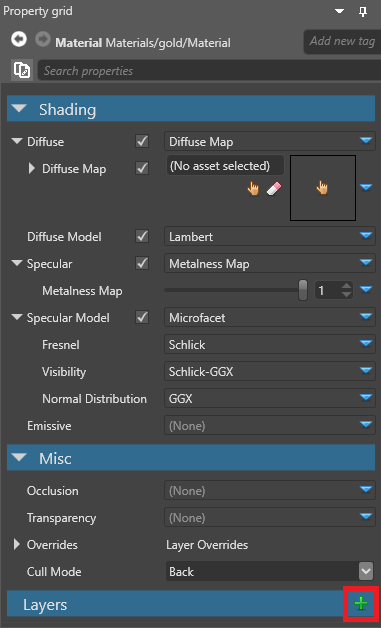 Property grid
Material Materials/gold/Material
Add new tag
Search properties
Shading
Diffuse Diffuse Map
Diffuse Map (No asset selected)
Diffuse Model Lambert
Specular Metalness Map
Metalness Map 1
Specular Model Microfacet
Fresnel Schlick
Visibility Schlick-GGX
Normal Distribution GGX
Emissive (None)
Misc
Occlusion (None)
Transparency (None)
Overrides Layer Overrides
Cull Mode Back
Layers